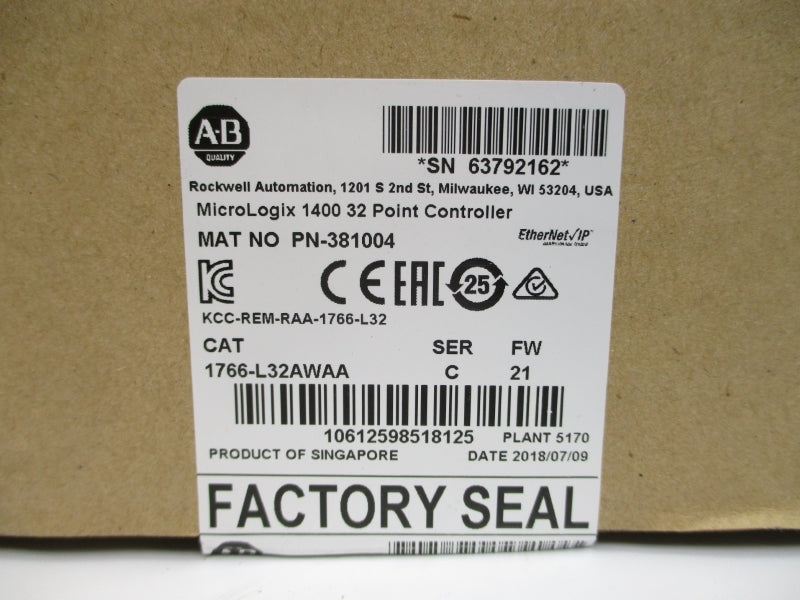 A-B
QUALITY
*SN 63792162*
Rockwell Automation, 1201 S 2nd St, Milwaukee, WI 53204, USA
MicroLogix 1400 32 Point Controller
MAT NO PN-381004
EtherNet/IP
KCC-REM-RAA-1766-L32
CE EAC 25
CAT SER FW
1766-L32AWAA C 21
10612598518125 PLANT 5170
PRODUCT OF SINGAPORE DATE 2018/07/09
FACTORY SEAL